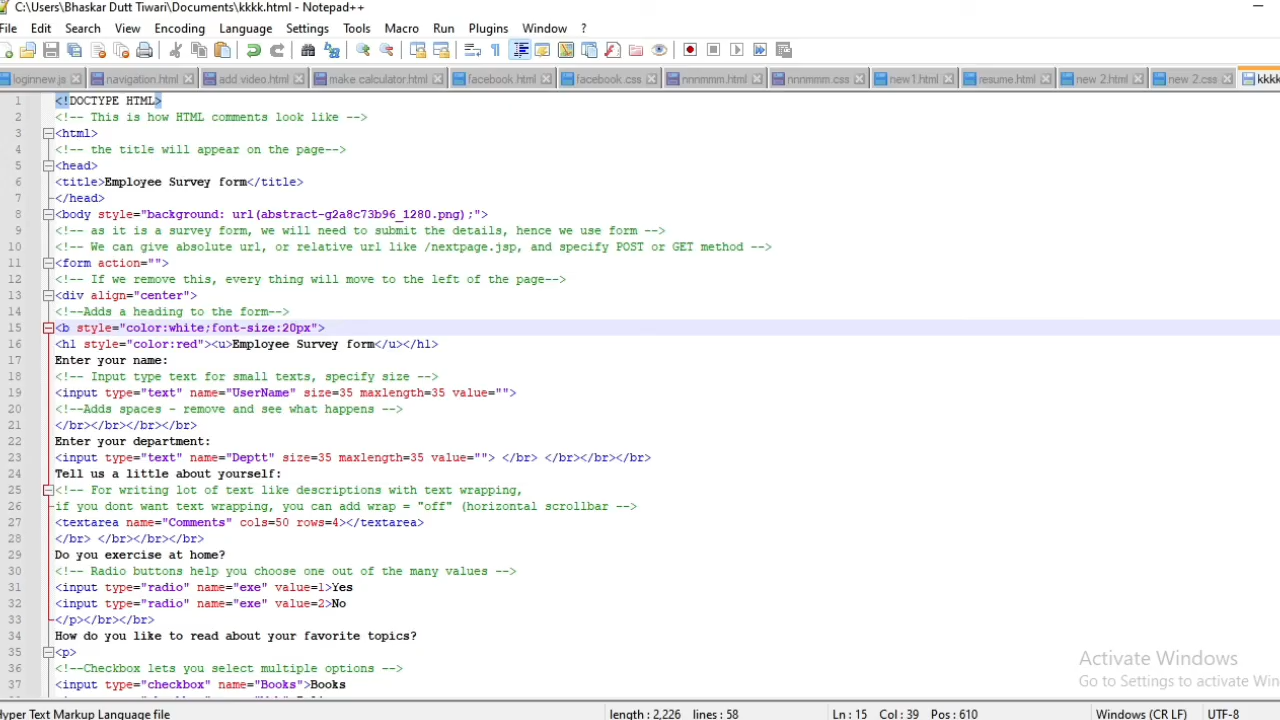 C:\Users\Bhaskar Dutt Tiwari\Documents\kkkk.html - Notepad++
File Edit Search View Encoding Language Settings Tools Macro Run Plugins Window ?
loginnew.js navigation.html add video.html make calculator.html facebook.html facebook.css nnnmmm.html nnnmmm.css new1.html resume.html new 2.html new 2.css kkkk
1 <!DOCTYPE HTML>
2 <!-- This is how HTML comments look like -->
3 <html>
4 <!-- the title will appear on the page-->
5 <head>
6 <title>Employee Survey form</title>
7 </head>
8 <body style="background: url(abstract-g2a8c73b96_1280.png);">
9 <!-- as it is a survey form, we will need to submit the details, hence we use form -->
10 <!-- We can give absolute url, or relative url like /nextpage.jsp, and specify POST or GET method -->
11 <form action="">
12 <!-- If we remove this, every thing will move to the left of the page-->
13 <div align="center">
14 <!--Adds a heading to the form-->
15 <b style="color:white;font-size:20px">
16 <h1 style="color:red"><u>Employee Survey form</u></h1>
17 Enter your name:
18 <!-- Input type text for small texts, specify size -->
19 <input type="text" name="UserName" size=35 maxlength=35 value="">
20 <!--Adds spaces - remove and see what happens -->
21 </br></br></br></br>
22 Enter your department:
23 <input type="text" name="Deptt" size=35 maxlength=35 value=""> </br> </br></br></br>
24 Tell us a little about yourself:
25 <!-- For writing lot of text like descriptions with text wrapping,
26 if you dont want text wrapping, you can add wrap = "off" (horizontal scrollbar -->
27 <textarea name="Comments" cols=50 rows=4></textarea>
28 </br> </br></br></br>
29 Do you exercise at home?
30 <!-- Radio buttons help you choose one out of the many values -->
31 <input type="radio" name="exe" value=1>Yes
32 <input type="radio" name="exe" value=2>No
33 </p></br></br>
34 How do you like to read about your favorite topics?
35 <p>
36 <!--Checkbox lets you select multiple options -->
37 <input type="checkbox" name="Books">Books
Activate Windows
Go to Settings to activate Win
Hyper Text Markup Language file length : 2,226 lines : 58 Ln : 15 Col : 39 Pos : 610 Windows (CR LF) UTF-8